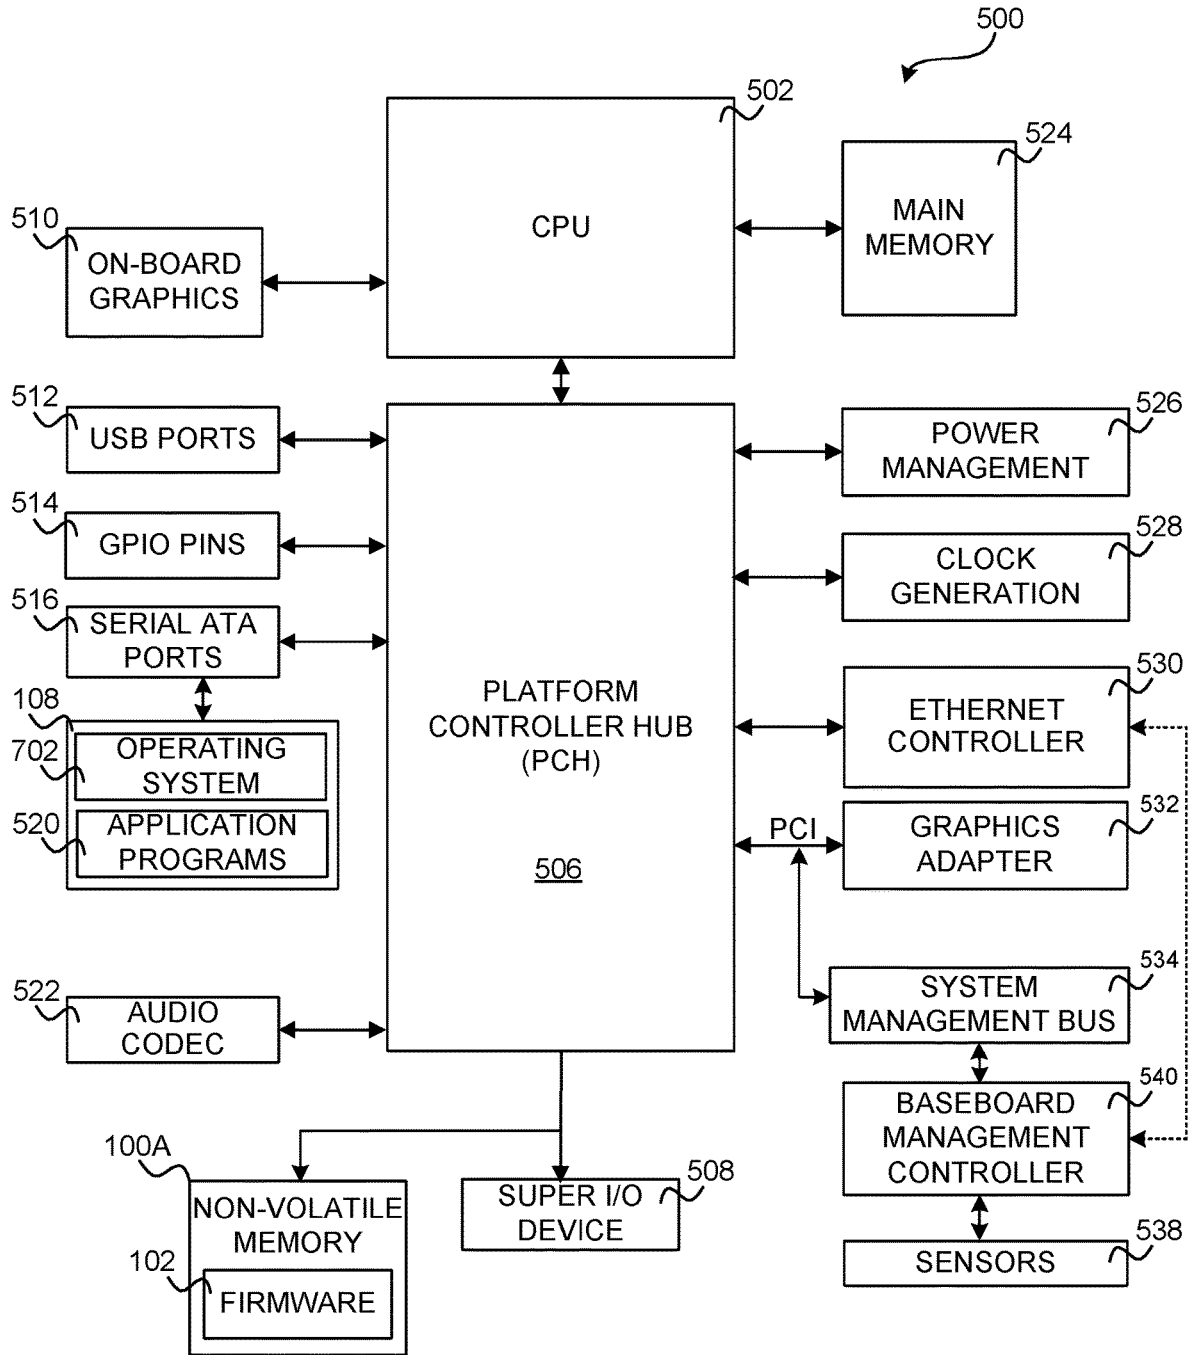 500
502
CPU
524
MAIN
MEMORY
510
ON-BOARD
GRAPHICS
512
USB PORTS
514
GPIO PINS
516
SERIAL ATA
PORTS
108
702
OPERATING
SYSTEM
520
APPLICATION
PROGRAMS
522
AUDIO
CODEC
PLATFORM
CONTROLLER HUB
(PCH)
506
526
POWER
MANAGEMENT
528
CLOCK
GENERATION
530
ETHERNET
CONTROLLER
PCI
532
GRAPHICS
ADAPTER
534
SYSTEM
MANAGEMENT BUS
540
BASEBOARD
MANAGEMENT
CONTROLLER
538
SENSORS
100A
NON-VOLATILE
MEMORY
102
FIRMWARE
508
SUPER I/O
DEVICE